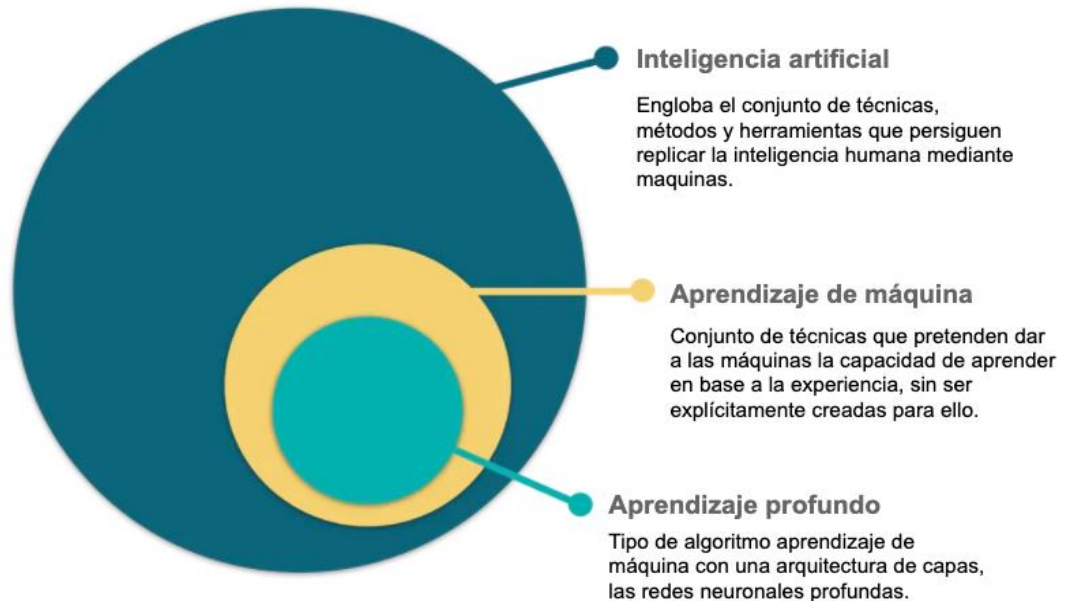 Inteligencia artificial
Engloba el conjunto de técnicas,
métodos y herramientas que persiguen
replicar la inteligencia humana mediante
maquinas.
Aprendizaje de máquina
Conjunto de técnicas que pretenden dar
a las máquinas la capacidad de aprender
en base a la experiencia, sin ser
explícitamente creadas para ello.
Aprendizaje profundo
Tipo de algoritmo aprendizaje de
máquina con una arquitectura de capas,
las redes neuronales profundas.